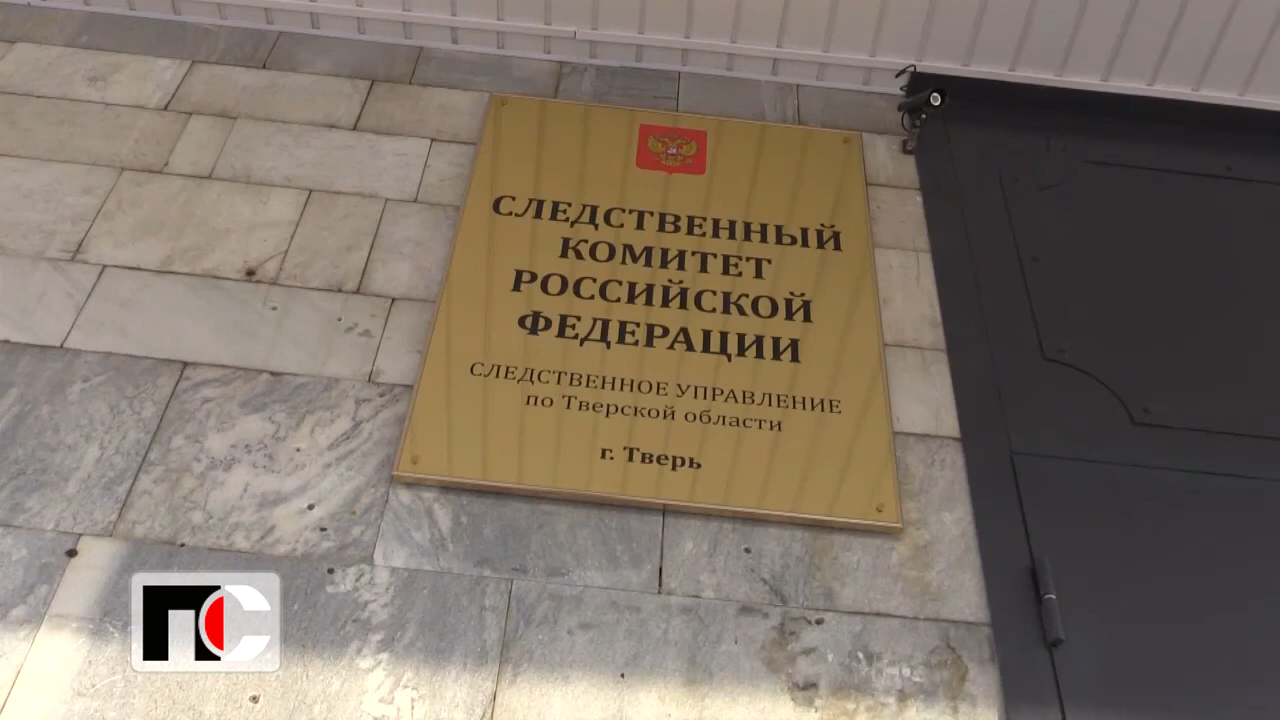 СЛЕДСТВЕННЫЙ
КОМИТЕТ
РОССИЙСКОЙ
ФЕДЕРАЦИИ
СЛЕДСТВЕННОЕ УПРАВЛЕНИЕ
по Тверской области
г. Тверь
ПС